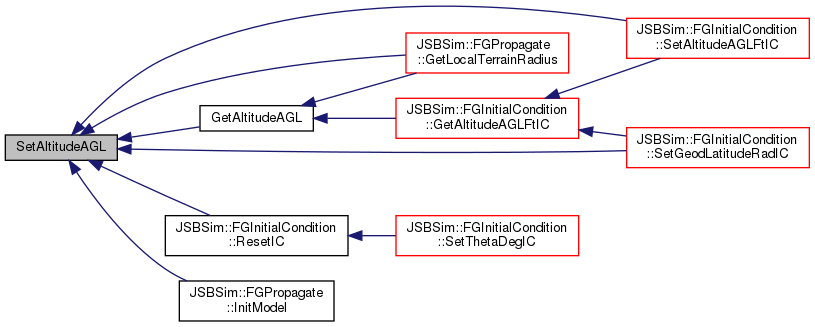 SetAltitudeAGL
JSBSim::FGInitialCondition
::SetAltitudeAGLFtIC
JSBSim::FGPropagate
::GetLocalTerrainRadius
GetAltitudeAGL
JSBSim::FGInitialCondition
::GetAltitudeAGLFtIC
JSBSim::FGInitialCondition
::SetGeodLatitudeRadIC
JSBSim::FGInitialCondition
::ResetIC
JSBSim::FGInitialCondition
::SetThetaDegIC
JSBSim::FGPropagate
::InitModel